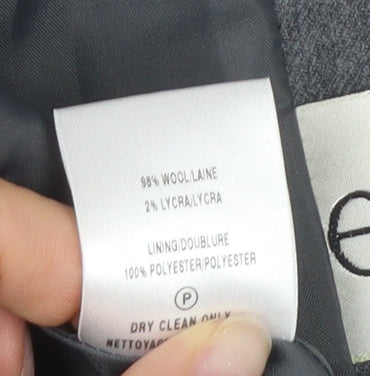 98% WOOL/LAINE
2% LYCRA/LYCRA
LINING/DOUBLURE
100% POLYESTER/POLYESTER
P
DRY CLEAN ONLY